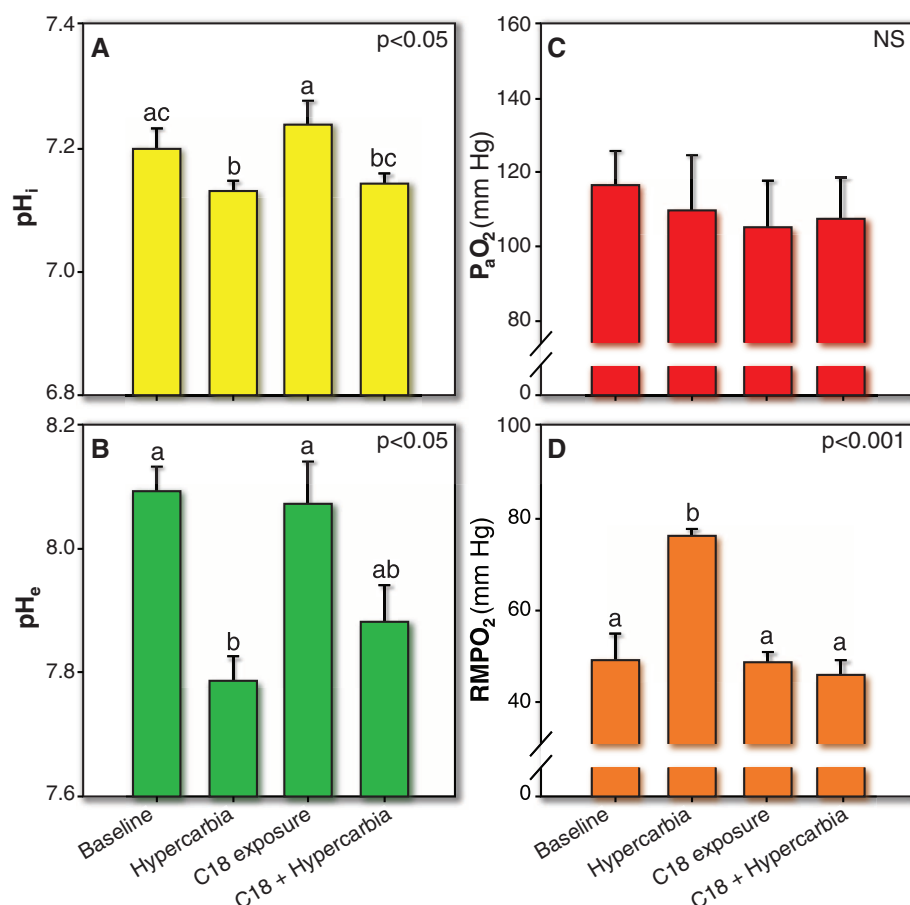 A
p<0.05
7.4
7.2
7.0
6.8
pHi
ac
b
a
bc
C
NS
160
140
120
100
80
0
PaO2 (mm Hg)
B
p<0.05
8.2
8.0
7.8
7.6
pHe
a
b
a
ab
Baseline
Hypercarbia
C18 exposure
C18 + Hypercarbia
D
p<0.001
100
80
60
40
0
RMPO2 (mm Hg)
a
b
a
a
Baseline
Hypercarbia
C18 exposure
C18 + Hypercarbia